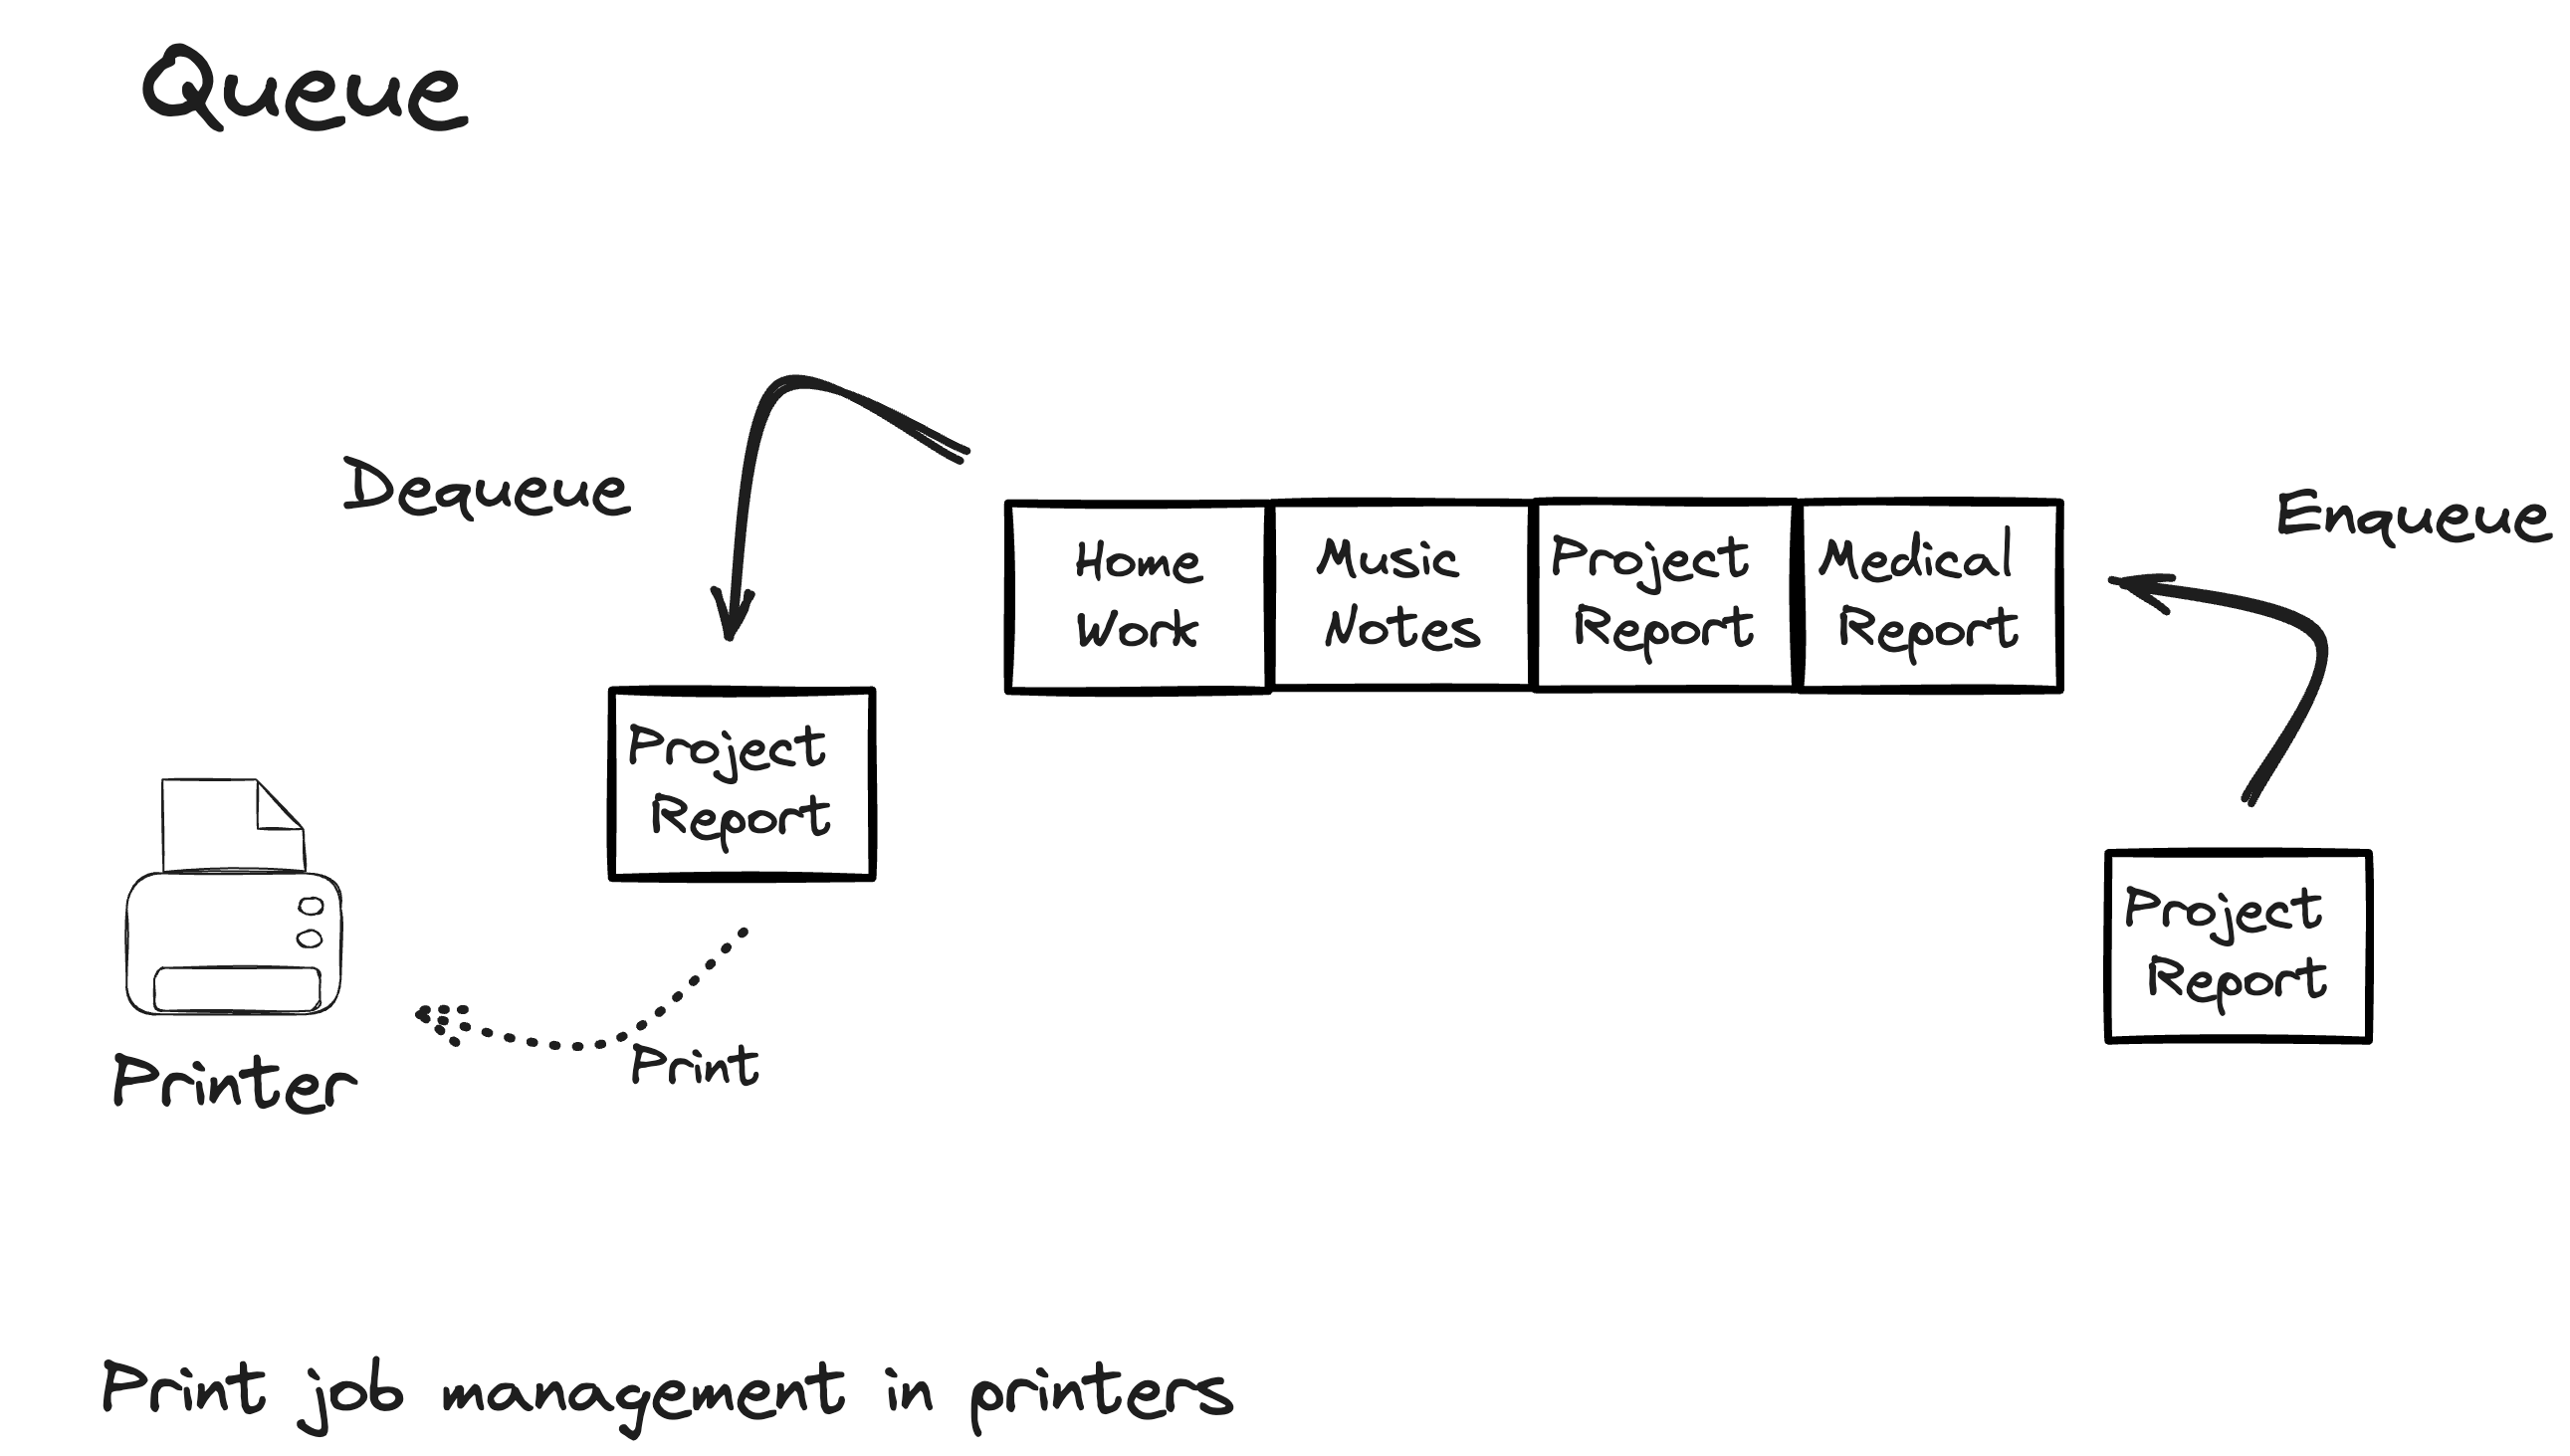 Queue
Dequeue
Enqueue
Home
Work
Music
Notes
Project
Report
Medical
Report
Project
Report
Project
Report
Print
Printer
Print job management in printers